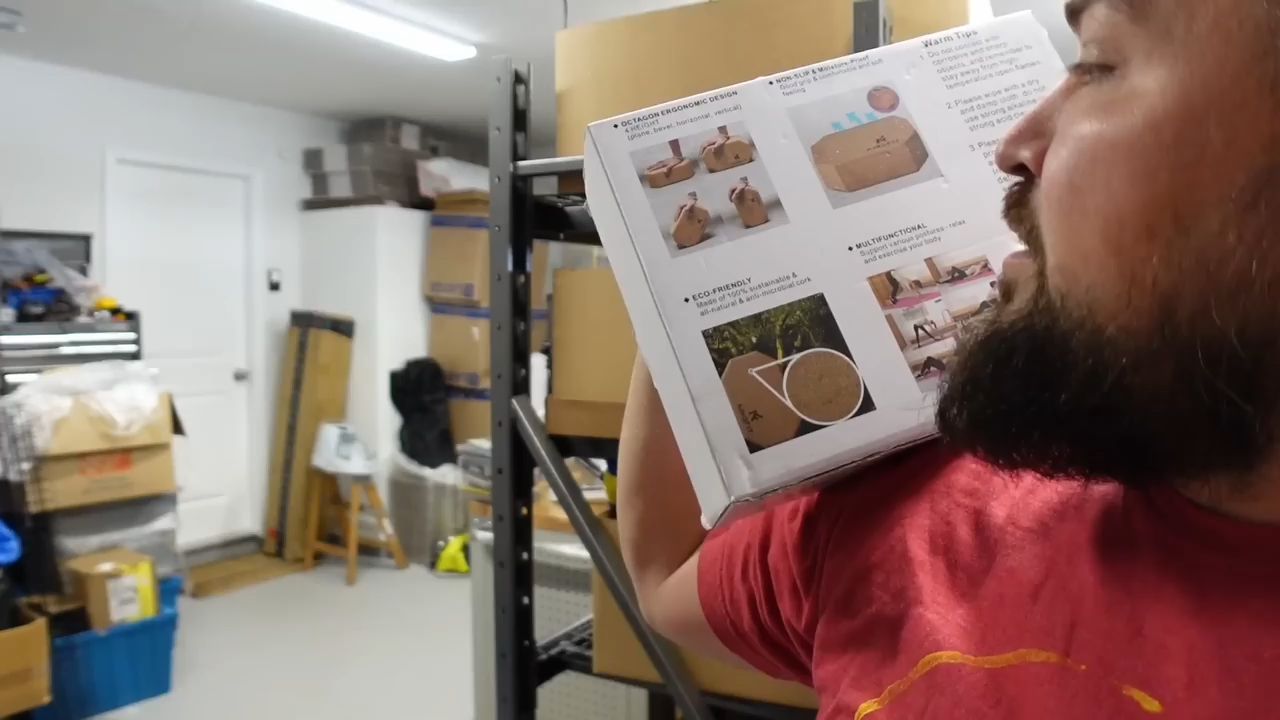 OCTAGON ERGONOMIC DESIGN
4-HEIGHT
(plane, bevel, horizontal, vertical)
NON-SLIP & Moisture-Proof
Good grip & comfortable and soft
feeling
ECO-FRIENDLY
Made of 100% sustainable &
all-natural & anti-microbial cork
MULTIFUNCTIONAL
Support various postures - relax
and exercise your body
Warm Tips
1. Do not contact with
corrosive and sharp
objects, and remember to
stay away from high-
temperature open flames.
2. Please wipe with a dry
and damp cloth, do not
use strong alkaline
strong acid
3.